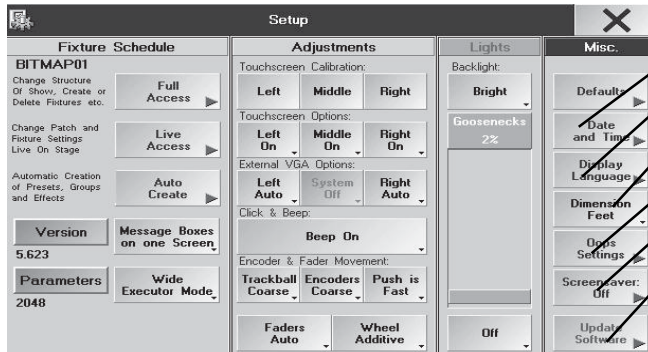 Setup
Fixture Schedule
BITMAP01
Change Structure
Of Show, Create or
Delete Fixtures etc.
Full
Access
Change Patch and
Fixture Settings
Live On Stage
Live
Access
Automatic Creation
of Presets, Groups
and Effects
Auto
Create
Version
5.623
Message Boxes
on one Screen
Parameters
2048
Wide
Executor Mode
Adjustments
Touchscreen Calibration:
Left Middle Right
Touchscreen Options:
Left
On
Middle
On
Right
On
External VGA Options:
Left
Auto
System
Off
Right
Auto
Click & Beep:
Beep On
Encoder & Fader Movement:
Trackball
Coarse
Encoders
Coarse
Push is
Fast
Faders
Auto
Wheel
Additive
Lights
Backlight:
Bright
Goosenecks
2%
Off
Misc.
Defaults
Date
and Time
Display
Language
Dimension
Feet
Oops
Settings
Screensaver:
Off
Update
Software